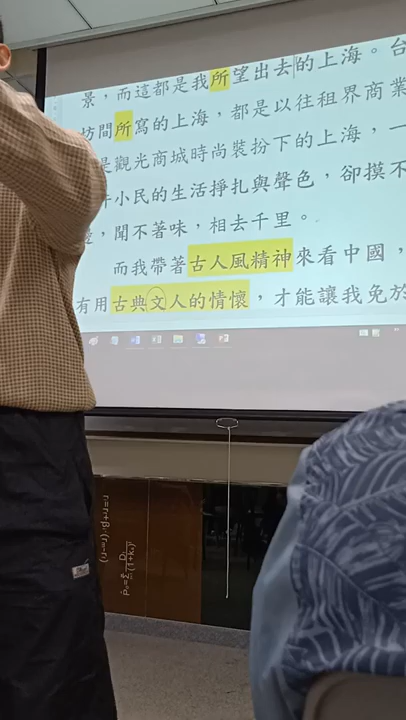 景，而這都是我所望出去的上海。台
坊間所寫的上海，都是以往租界商業
是觀光商城時尚裝扮下的上海，一
小民的生活掙扎與聲色，卻摸不
，聞不著味，相去千里。
而我帶著古人風精神來看中國，
有用古典文人的情懷，才能讓我免於